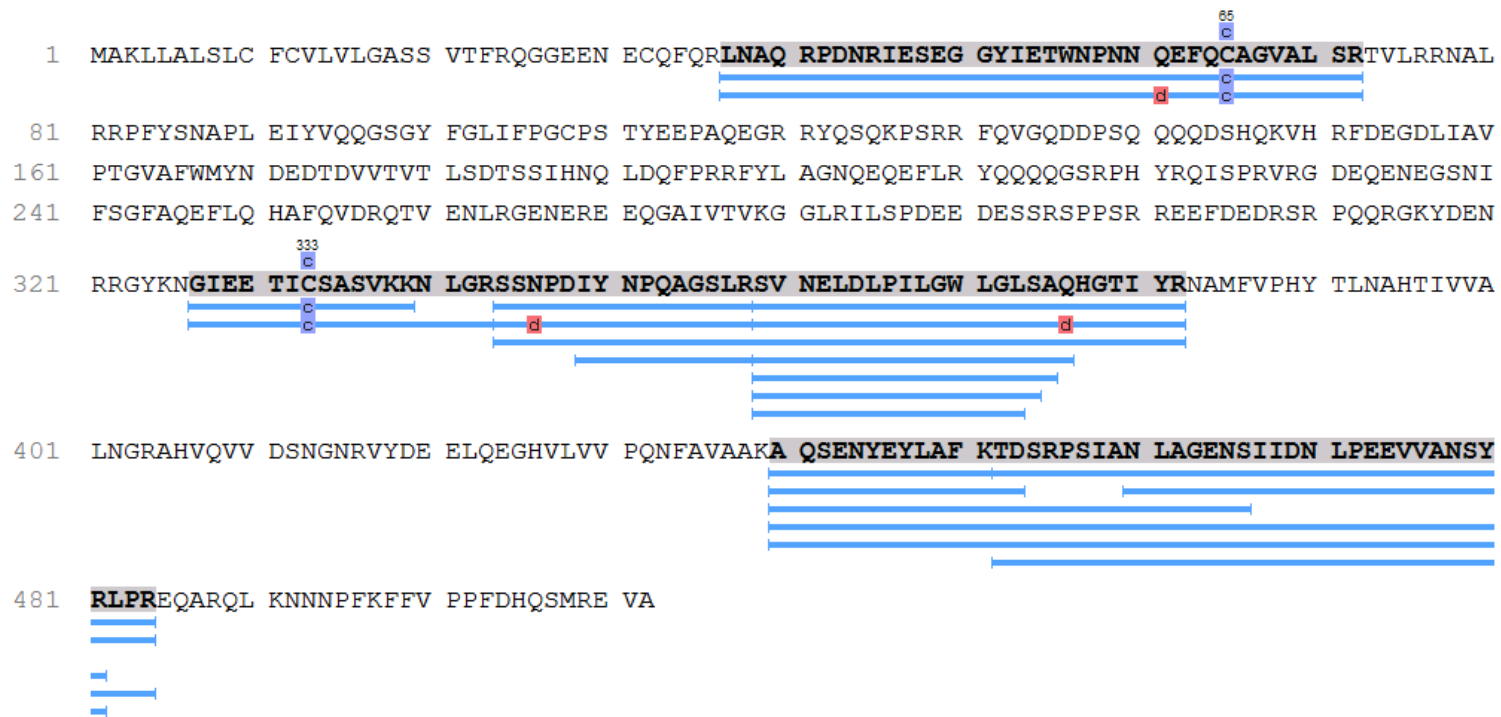 65
c
1 MAKLLALSLC FCVLVLGASS VTFRQGGEEN ECQFQRLNAQ RPDNRIESEG GYIETWNPNN QEFQCAGVAL SRTVLRRNAL
c
d c
81 RRPFYSNAPL EIYVQQGSGY FGLIFPGCPS TYEEPAQEGR RYQSQKPSRR FQVGQDDPSQ QQQDSHQKVH RFDEGDLIAV
161 PTGVAFWMYN DEDTDVVTVT LSDTSSIHNQ LDQFPRRFYL AGNQEQEFLR YQQQQGSRPH YRQISPRVRG DEQENEGSNI
241 FSGFAQEFLQ HAFQVDRQTV ENLRGENERE EQGAIVTVKG GLRILSPDEE DESSRSPPSR REEFDEDRSR PQQRGKYDEN
333
c
321 RRGYKNGIEE TICSASVKKN LGRSSNPDIY NPQAGSLRSV NELDLPILGW LGLSAQHGTI YRNAMFVPHY TLNAHTIVVA
c
c d d
401 LNGRAHVQVV DSNGNRVYDE ELQEGHVLVV PQNFAVAAKA QSENYEYLAF KTDSRPSIAN LAGENSIIDN LPEEVVANSY
481 RLPREQARQL KNNNPFKFFV PPFDHQSMRE VA